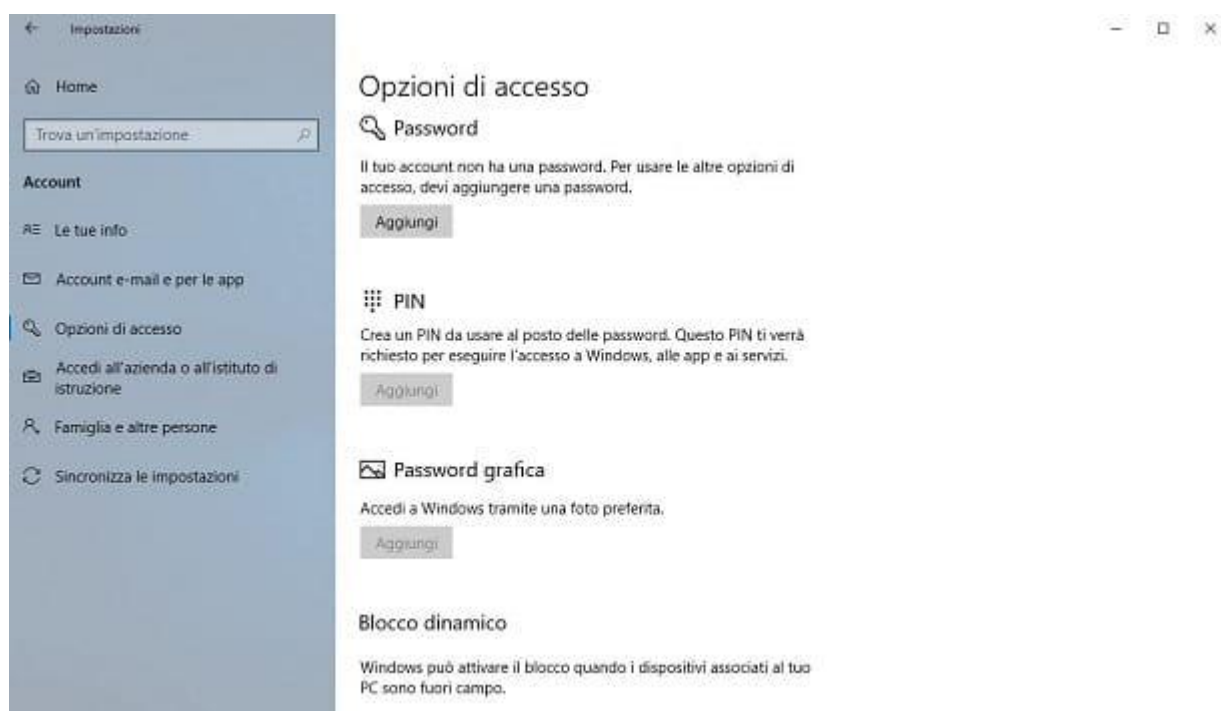 Impostazioni
Home
Trova un'impostazione
Account
Le tue info
Account e-mail e per le app
Opzioni di accesso
Accedi all'azienda o all'istituto di
istruzione
Famiglia e altre persone
Sincronizza le impostazioni
Opzioni di accesso
Password
Il tuo account non ha una password. Per usare le altre opzioni di
accesso, devi aggiungere una password.
Aggiungi
PIN
Crea un PIN da usare al posto delle password. Questo PIN ti verrà
richiesto per eseguire l'accesso a Windows, alle app e ai servizi.
Aggiungi
Password grafica
Accedi a Windows tramite una foto preferita.
Aggiungi
Blocco dinamico
Windows può attivare il blocco quando i dispositivi associati al tuo
PC sono fuori campo.